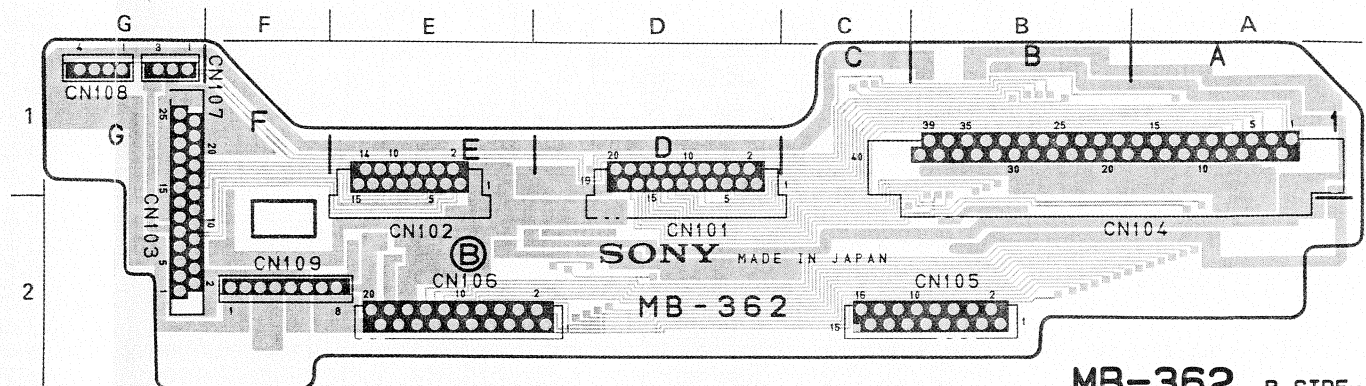 G F E D C B A
4 1 3 1
CN108
CN107
C B A
1
G
F
25
20
15
10
5
2
1
CN103
14 10 2
E
15 5 1
CN102
20 10 2
D
19 15 5 1
CN101
39 35 25 15 5 1
1
40 30 20 10
CN104
B
SONY MADE IN JAPAN
2
CN109
1 8
CN106
20 10 2
1
MB-362
CN105
16 10 2
15 1
MB-362 B SIDE